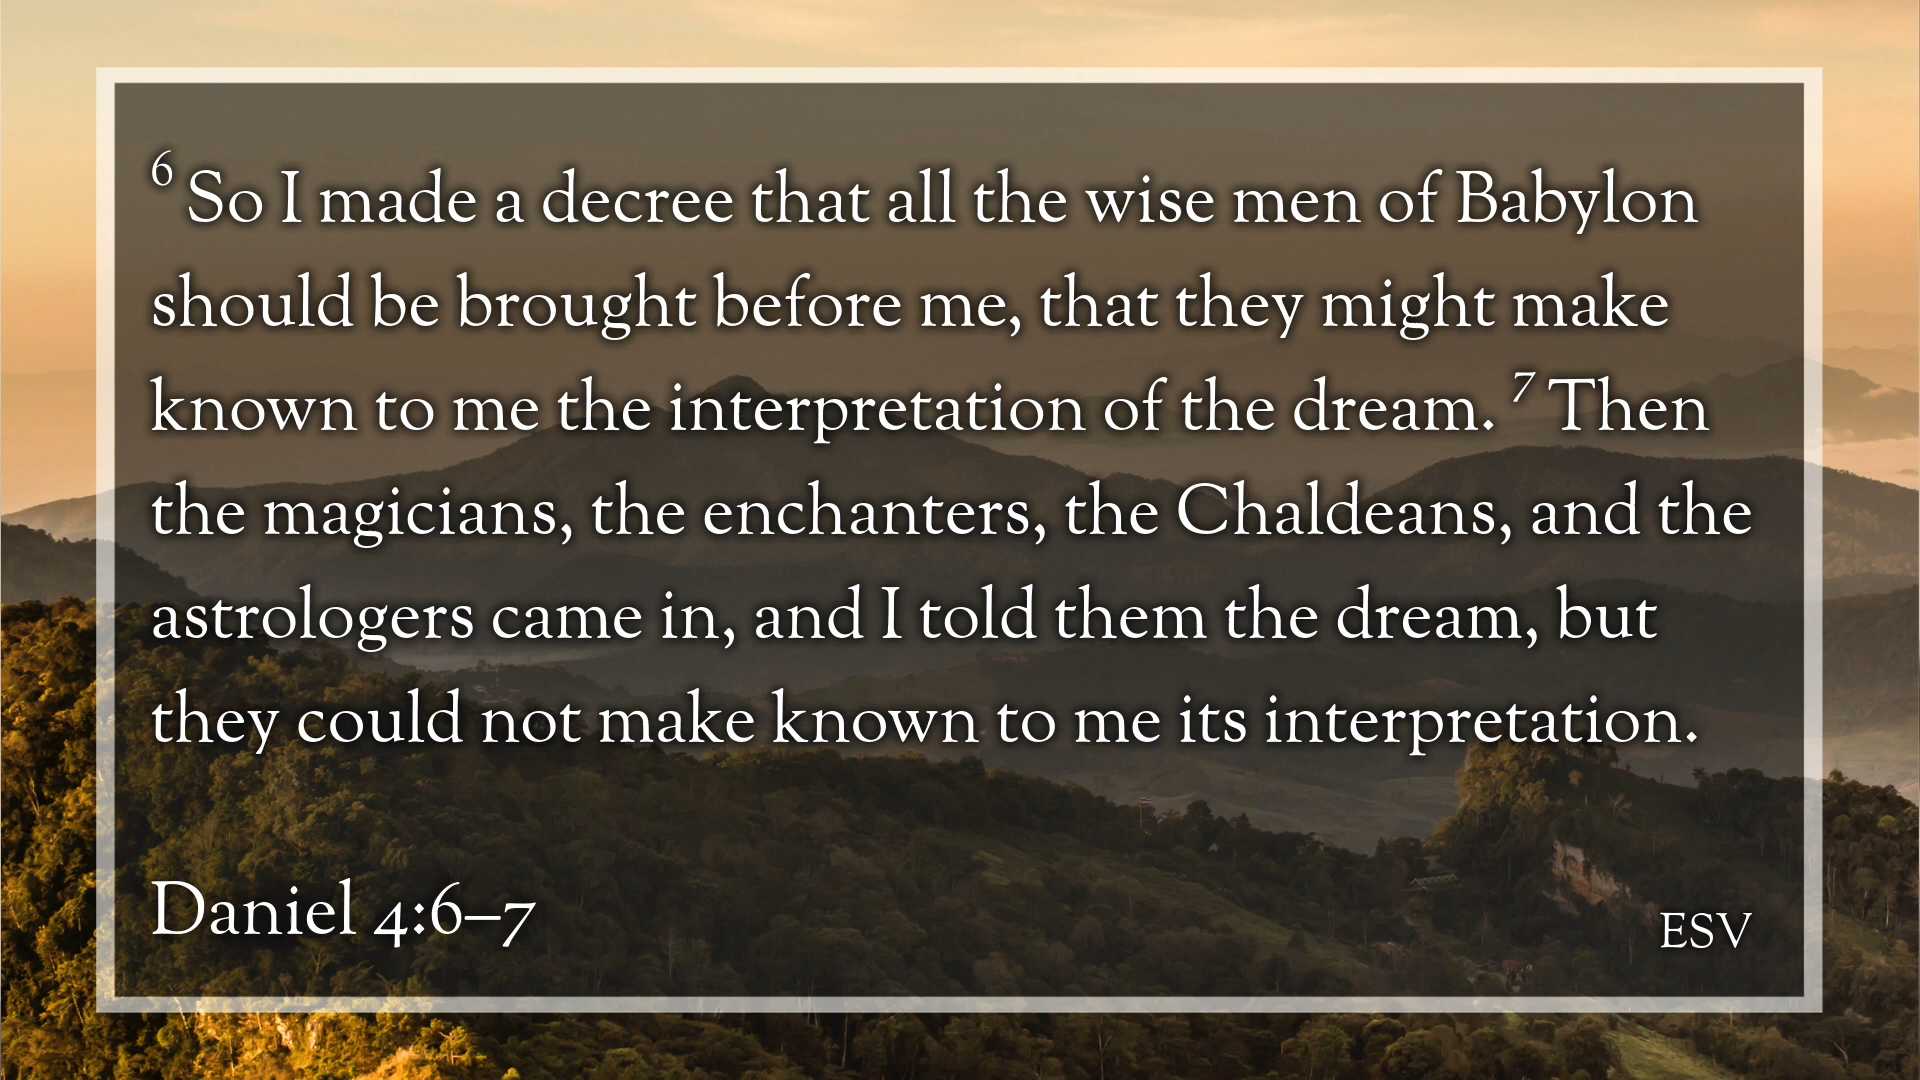 6 So I made a decree that all the wise men of Babylon
should be brought before me, that they might make
known to me the interpretation of the dream. 7 Then
the magicians, the enchanters, the Chaldeans, and the
astrologers came in, and I told them the dream, but
they could not make known to me its interpretation.
Daniel 4:6–7
ESV